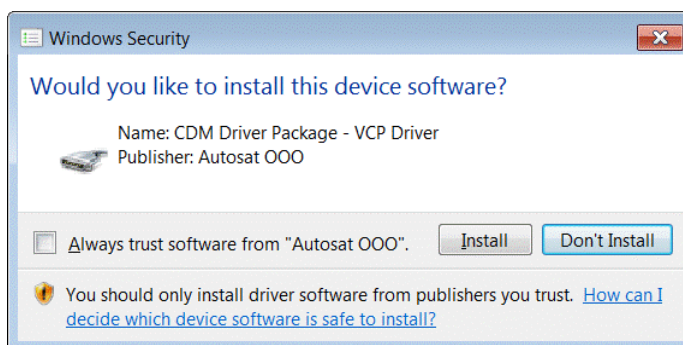 Windows Security
Would you like to install this device software?
Name: CDM Driver Package - VCP Driver
Publisher: Autosat OOO
Always trust software from "Autosat OOO".
Install
Don't Install
You should only install driver software from publishers you trust. How can I
decide which device software is safe to install?